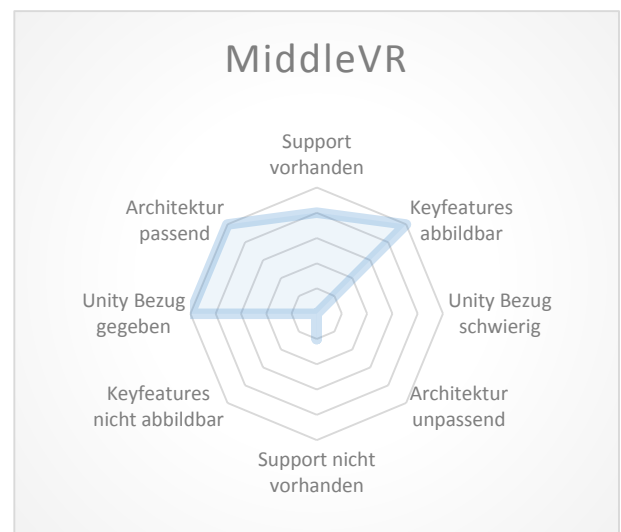 MiddleVR
Support
vorhanden
Keyfeatures
abbildbar
Unity Bezug
schwierig
Architektur
unpassend
Support nicht
vorhanden
Keyfeatures
nicht abbildbar
Unity Bezug
gegeben
Architektur
passend